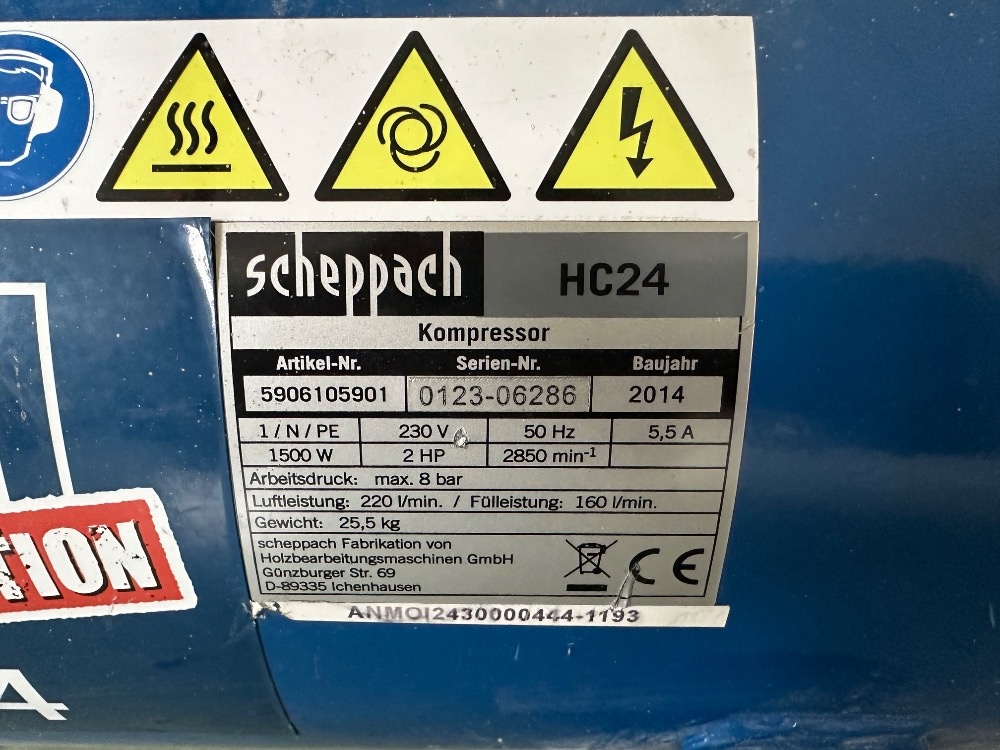 scheppach HC24
Kompressor
Artikel-Nr. Serien-Nr. Baujahr
5906105901 0123-06286 2014
1 / N / PE 230 V 50 Hz 5,5 A
1500 W 2 HP 2850 min-1
Arbeitsdruck: max. 8 bar
Luftleistung: 220 l/min. / Fülleistung: 160 l/min.
Gewicht: 25,5 kg
scheppach Fabrikation von
Holzbearbeitungsmaschinen GmbH
Günzburger Str. 69
D-89335 Ichenhausen
CE
ANMOI2430000444-1193
TION
A